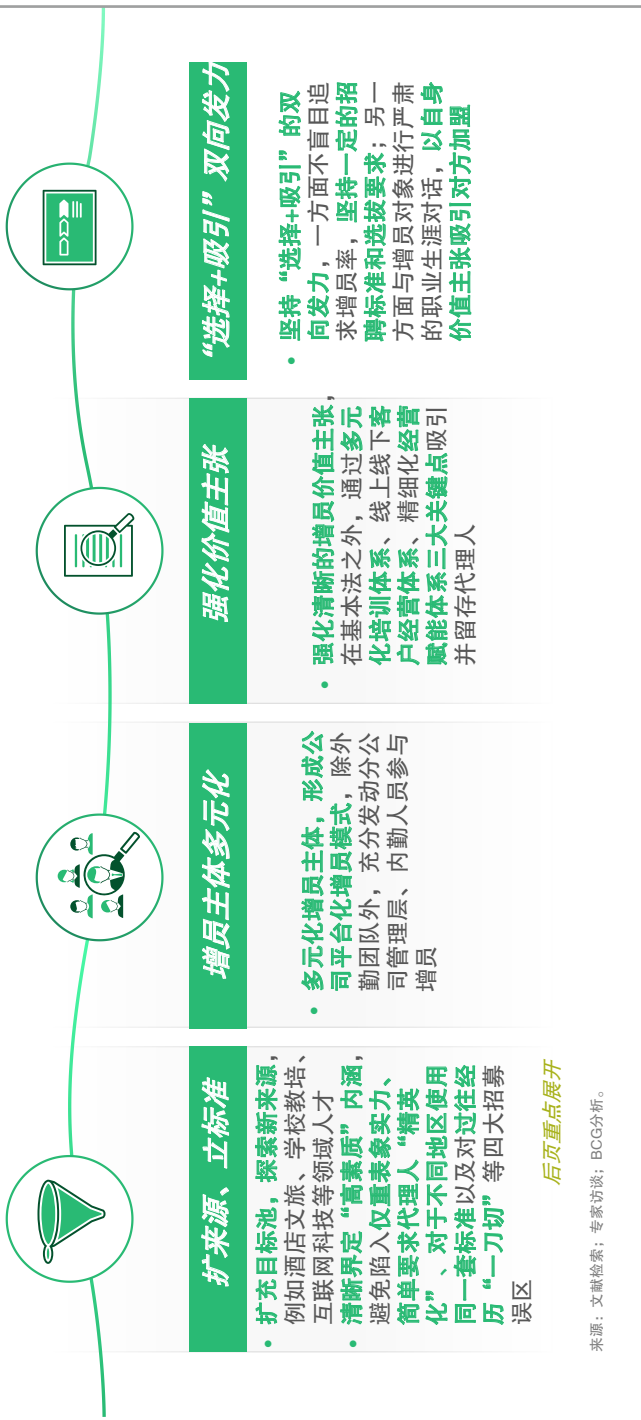 扩来源、立标准
• 扩充目标池，探索新来源，
例如酒店文旅、学校教培、
互联网科技等领域人才
• 清晰界定“高素质”内涵，
避免陷入仅重表象实力、
简单要求代理人“精英
化”、对于不同地区使用
同一套标准以及对过往经
历“一刀切”等四大招募
误区
后页重点展开
增员主体多元化
• 多元化增员主体，形成公
司平台化增员模式，除外
勤团队外，充分发动分公
司管理层、内勤人员参与
增员
强化价值主张
• 强化清晰的增员价值主张，
在基本法之外，通过多元
化培训体系、线上线下客
户经营体系、精细化经营
赋能体系三大关键点吸引
并留存代理人
“选择+吸引”双向发力
• 坚持“选择+吸引”的双
向发力，一方面不盲目追
求增员率，坚持一定的招
聘标准和选拔要求；另一
方面与增员对象进行严肃
的职业生涯对话，以自身
价值主张吸引对方加盟
来源：文献检索；专家访谈；BCG分析。